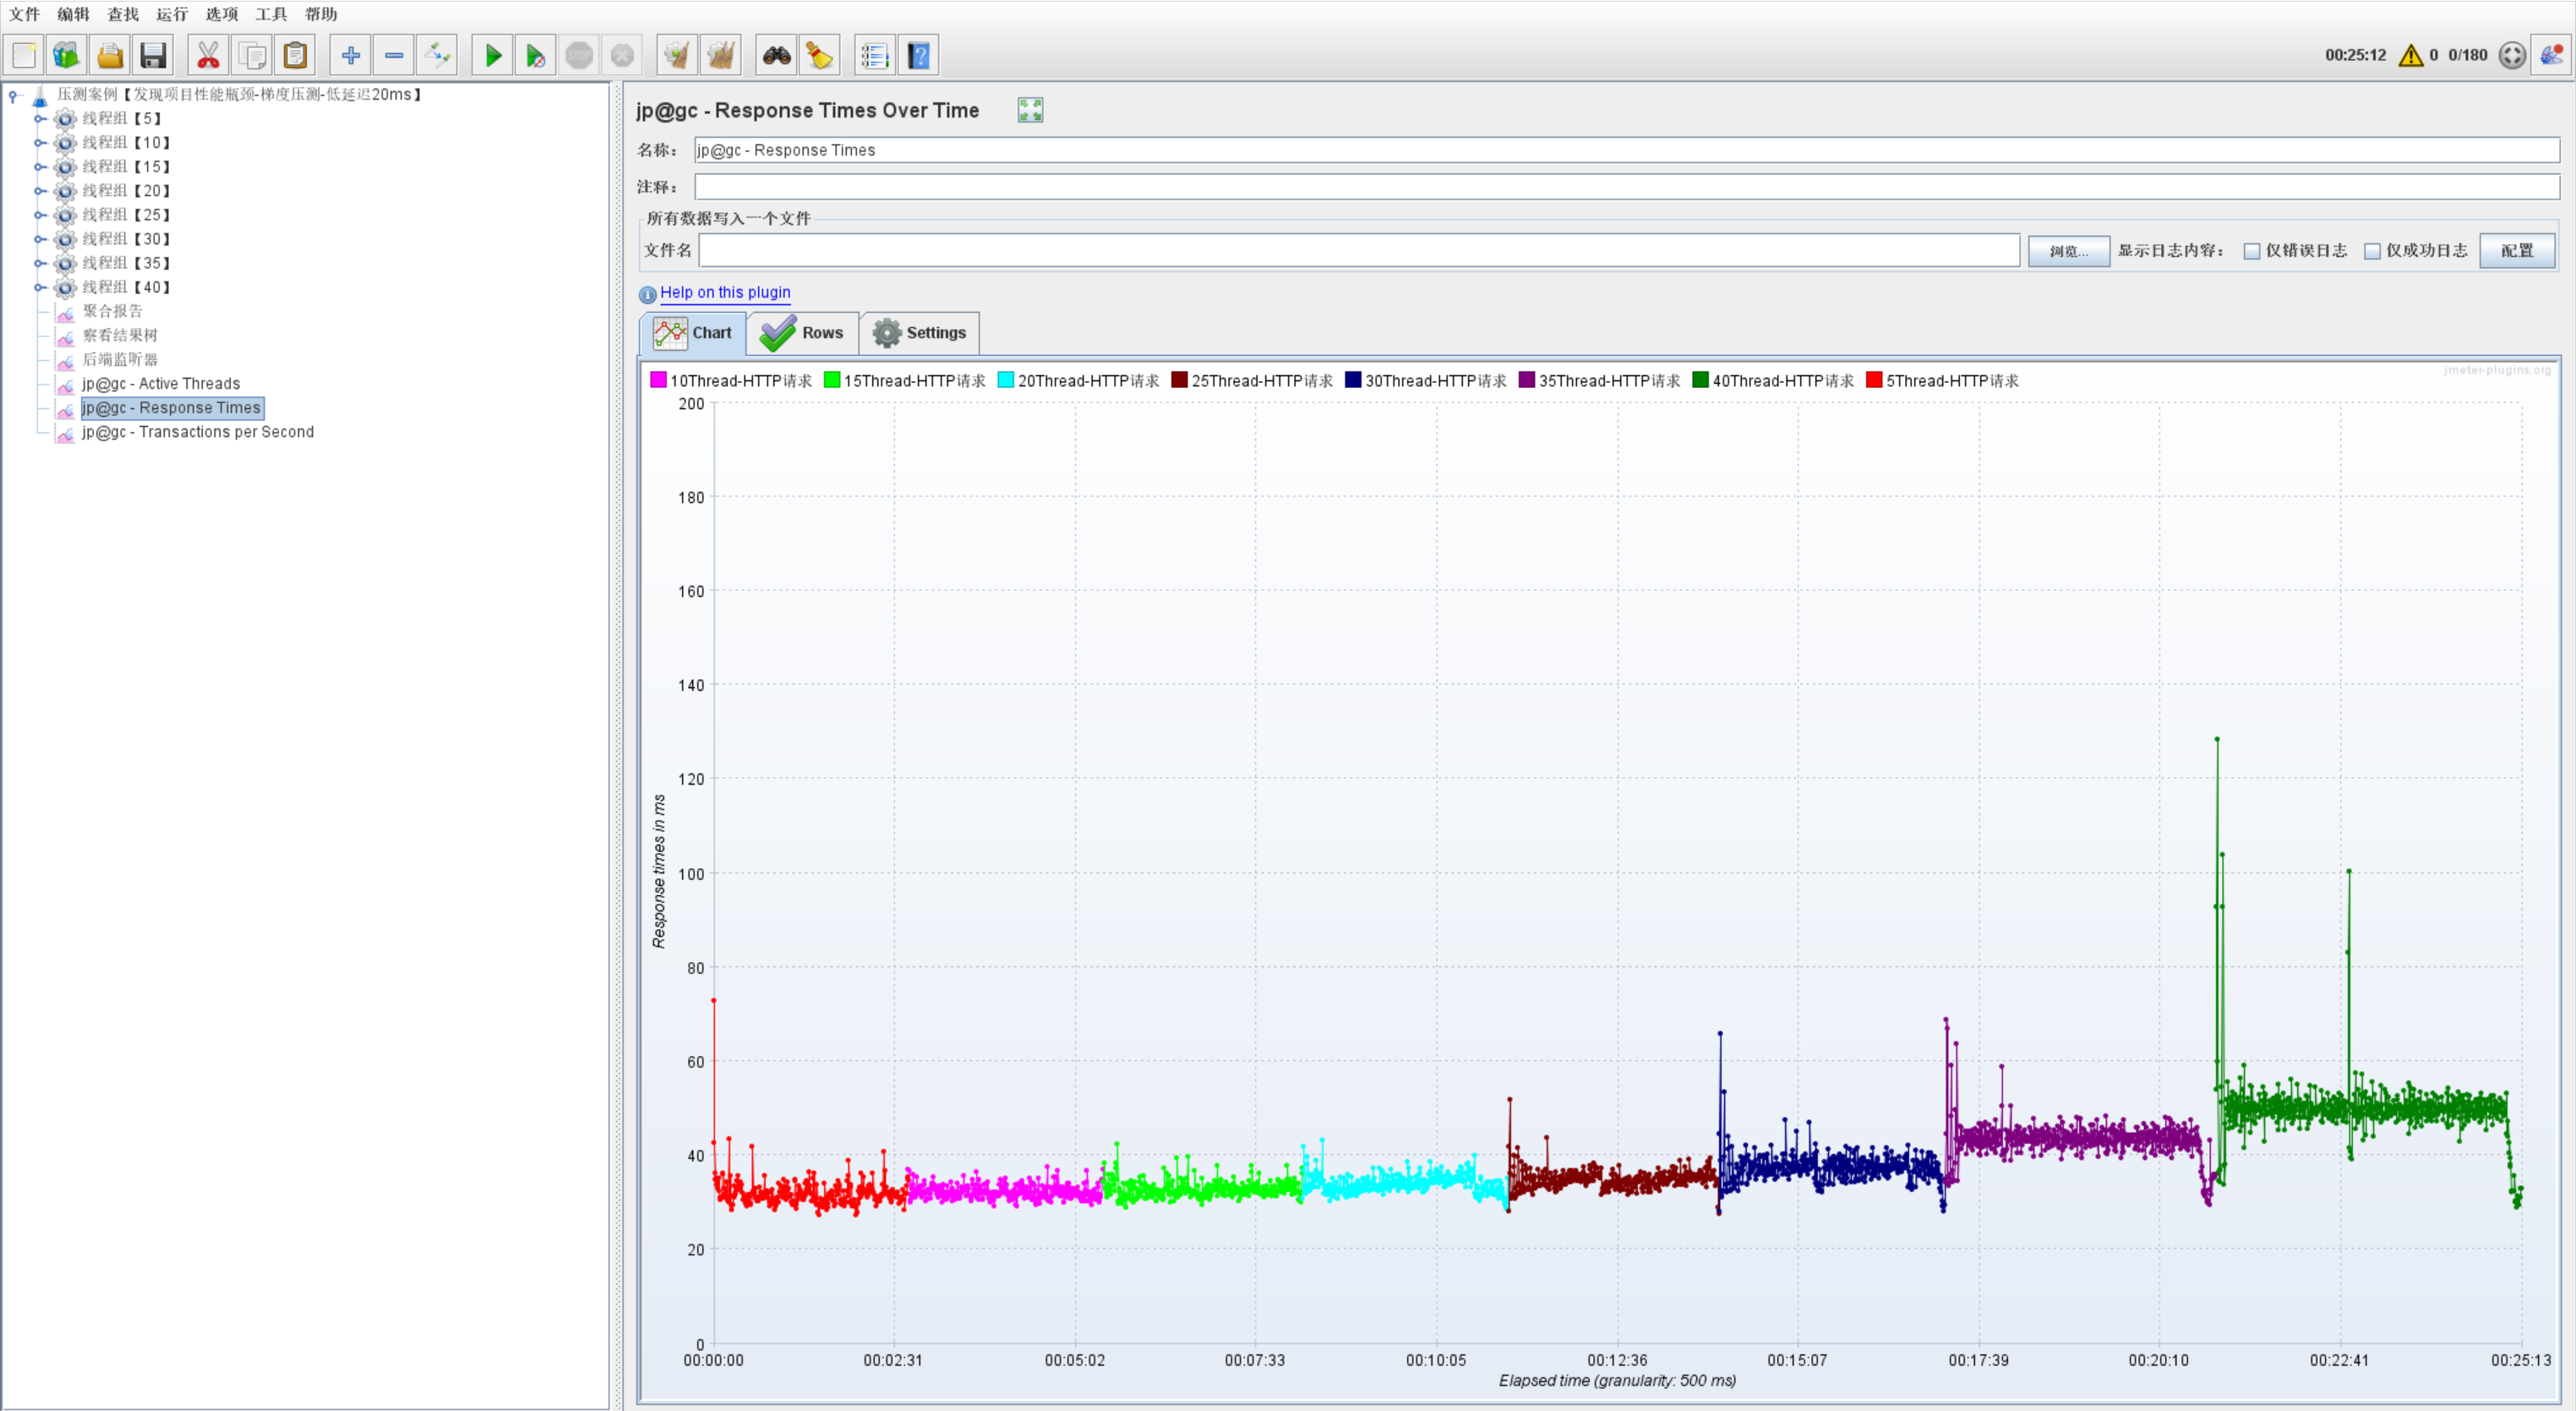 文件 编辑 查找 运行 选项 工具 帮助
00:25:12 0 0/180
压测案例【发现项目性能瓶颈-梯度压测-低延迟20ms】
线程组【5】
线程组【10】
线程组【15】
线程组【20】
线程组【25】
线程组【30】
线程组【35】
线程组【40】
聚合报告
察看结果树
后端监听器
jp@gc - Active Threads
jp@gc - Response Times
jp@gc - Transactions per Second
jp@gc - Response Times Over Time
名称： jp@gc - Response Times
注释：
所有数据写入一个文件
文件名 浏览... 显示日志内容： 仅错误日志 仅成功日志 配置
Help on this plugin
Chart Rows Settings
10Thread-HTTP请求 15Thread-HTTP请求 20Thread-HTTP请求 25Thread-HTTP请求 30Thread-HTTP请求 35Thread-HTTP请求 40Thread-HTTP请求 5Thread-HTTP请求
jmeter-plugins.org
200
180
160
140
120
100
80
60
40
20
0
Response times in ms
00:00:00 00:02:31 00:05:02 00:07:33 00:10:05 00:12:36 00:15:07 00:17:39 00:20:10 00:22:41 00:25:13
Elapsed time (granularity: 500 ms)